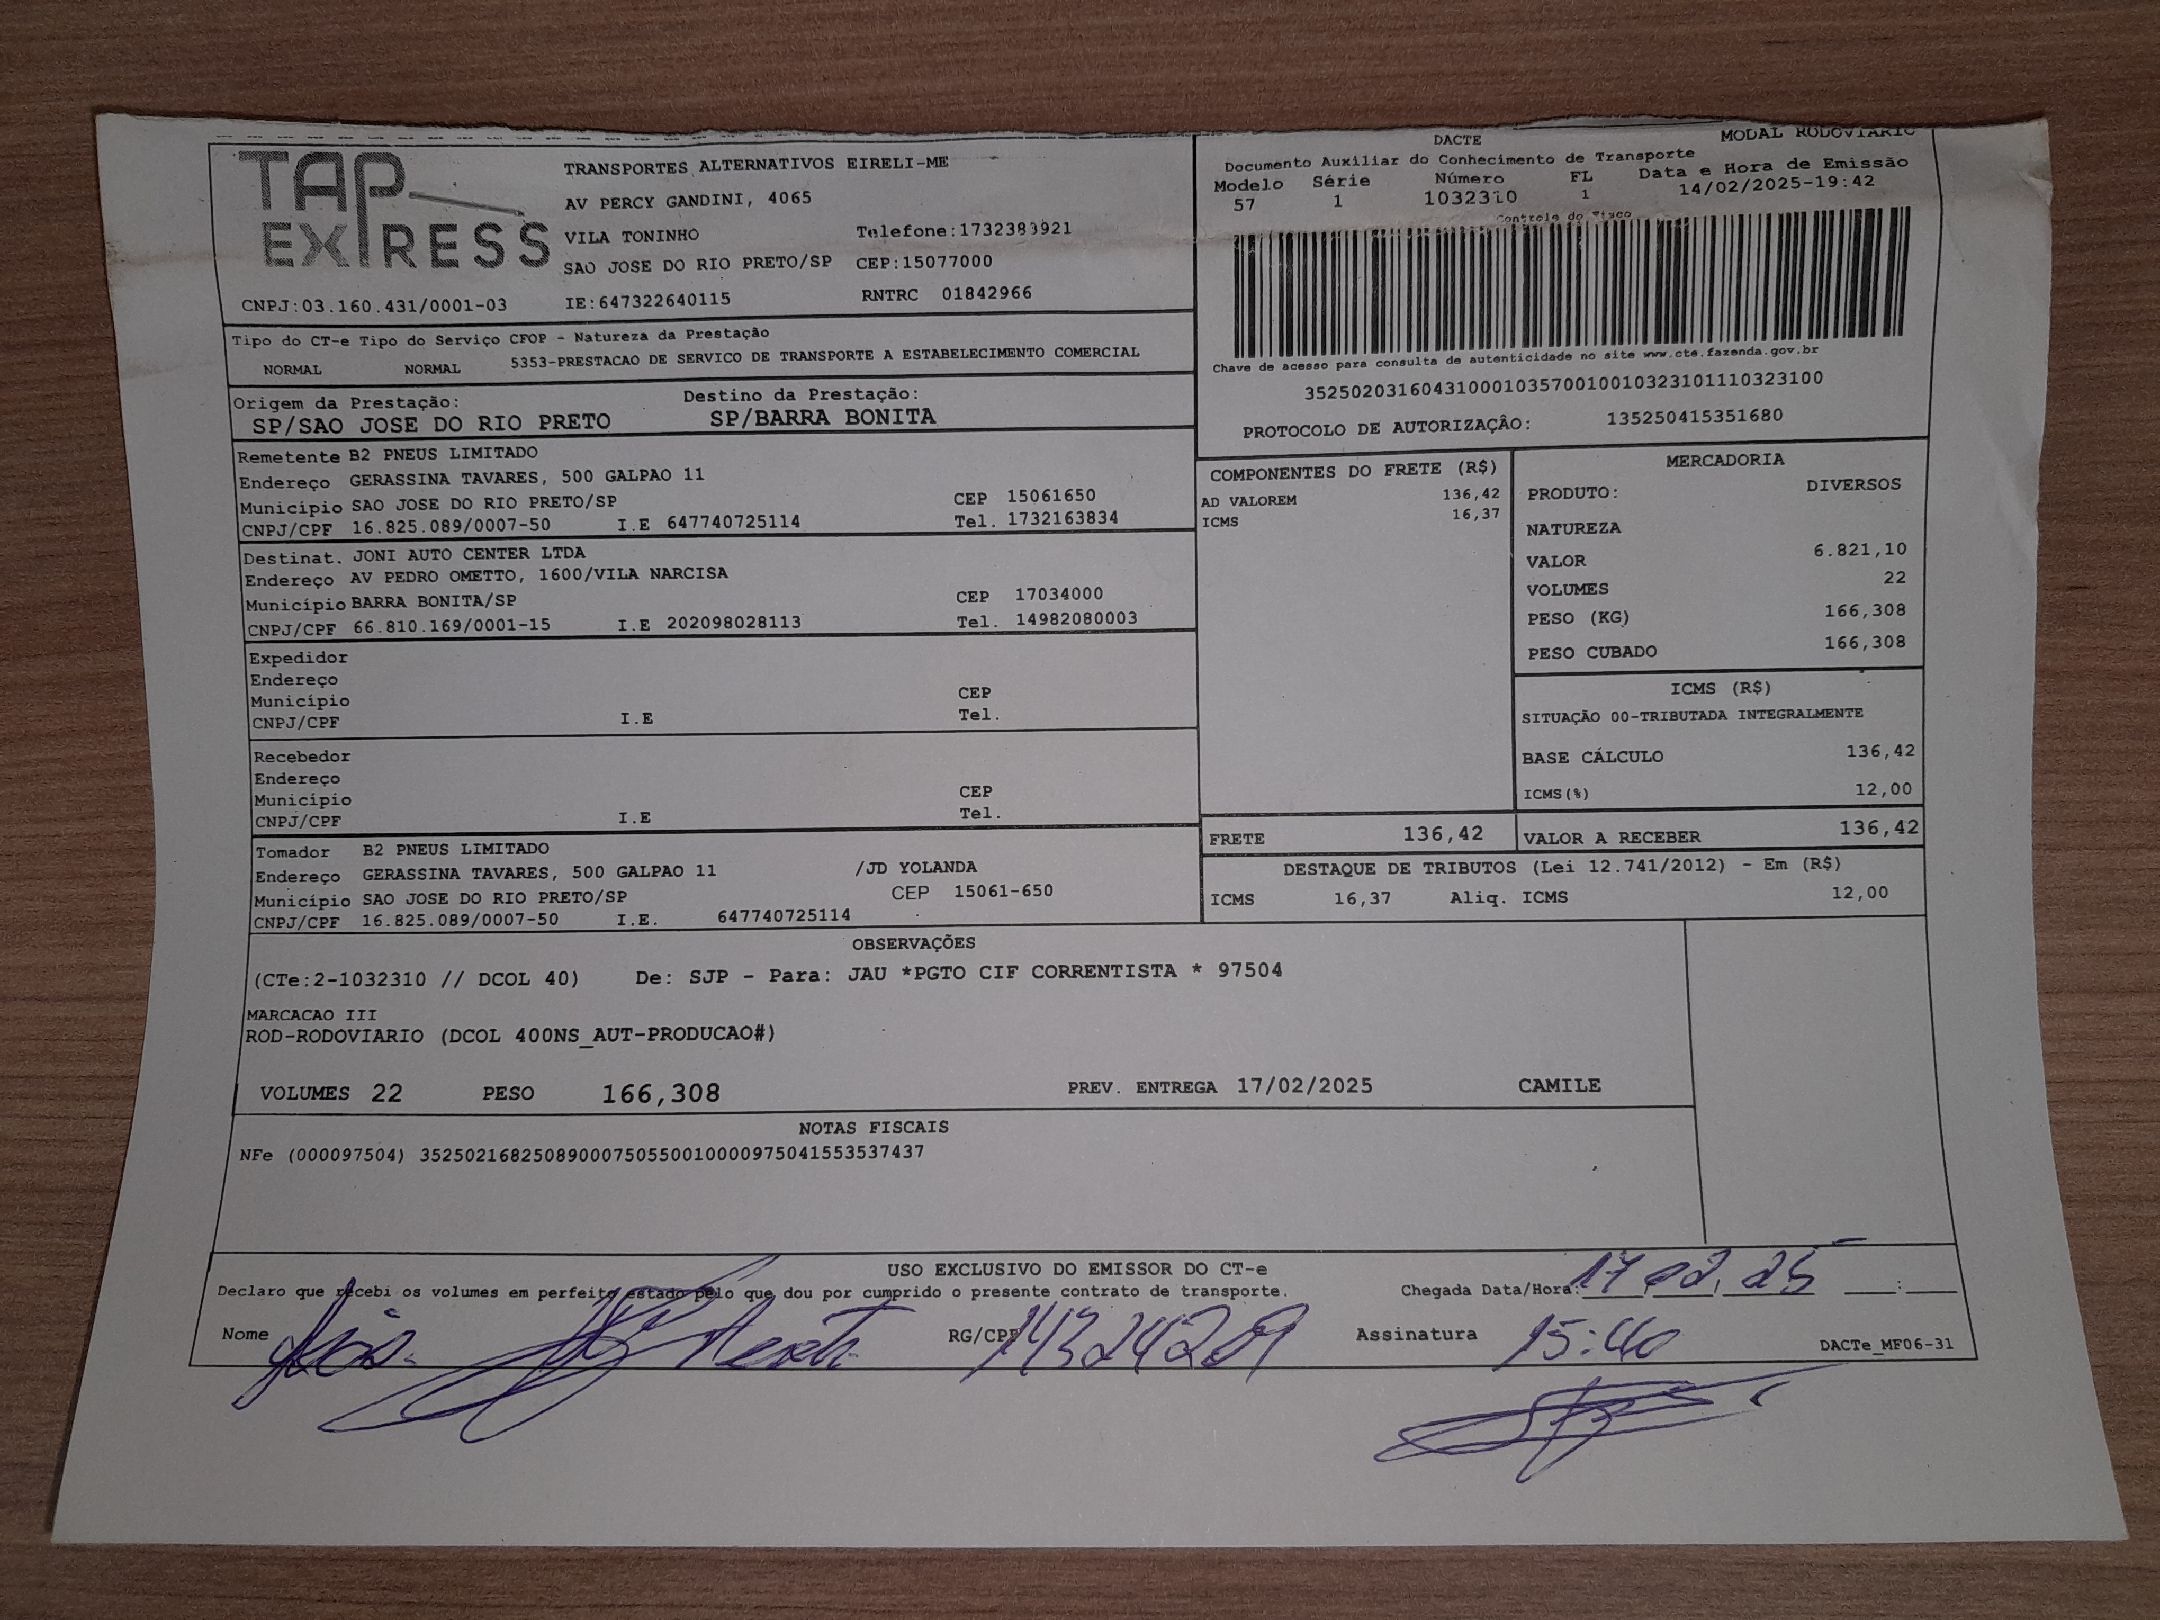 TAP EXPRESS
TRANSPORTES ALTERNATIVOS EIRELI-ME
AV PERCY GANDINI, 4065
VILA TONINHO Telefone:1732383921
SAO JOSE DO RIO PRETO/SP CEP:15077000
CNPJ:03.160.431/0001-03 IE:647322640115 RNTRC 01842966
DACTE MODAL RODOVIARIO
Documento Auxiliar do Conhecimento de Transporte
Modelo Série Número FL Data e Hora de Emissão
57 1 1032310 1 14/02/2025-19:42
Controle do Fisco
Chave de acesso para consulta de autenticidade no site www.cte.fazenda.gov.br
35250203160431000103570010010323101110323100
PROTOCOLO DE AUTORIZAÇÂO: 135250415351680
Tipo do CT-e Tipo do Serviço CFOP - Natureza da Prestação
NORMAL NORMAL 5353-PRESTACAO DE SERVICO DE TRANSPORTE A ESTABELECIMENTO COMERCIAL
Origem da Prestação: Destino da Prestação:
SP/SAO JOSE DO RIO PRETO SP/BARRA BONITA
Remetente B2 PNEUS LIMITADO
Endereço GERASSINA TAVARES, 500 GALPAO 11
Município SAO JOSE DO RIO PRETO/SP CEP 15061650
CNPJ/CPF 16.825.089/0007-50 I.E 647740725114 Tel. 1732163834
Destinat. JONI AUTO CENTER LTDA
Endereço AV PEDRO OMETTO, 1600/VILA NARCISA
Município BARRA BONITA/SP CEP 17034000
CNPJ/CPF 66.810.169/0001-15 I.E 202098028113 Tel. 14982080003
Expedidor
Endereço
Município CEP
CNPJ/CPF I.E Tel.
Recebedor
Endereço
Município CEP
CNPJ/CPF I.E Tel.
Tomador B2 PNEUS LIMITADO
Endereço GERASSINA TAVARES, 500 GALPAO 11 /JD YOLANDA
Município SAO JOSE DO RIO PRETO/SP CEP 15061-650
CNPJ/CPF 16.825.089/0007-50 I.E. 647740725114
COMPONENTES DO FRETE (R$)
AD VALOREM 136,42
ICMS 16,37
MERCADORIA
PRODUTO: DIVERSOS
NATUREZA
VALOR 6.821,10
VOLUMES 22
PESO (KG) 166,308
PESO CUBADO 166,308
ICMS (R$)
SITUAÇÃO 00-TRIBUTADA INTEGRALMENTE
BASE CÁLCULO 136,42
ICMS(%) 12,00
FRETE 136,42 VALOR A RECEBER 136,42
DESTAQUE DE TRIBUTOS (Lei 12.741/2012) - Em (R$)
ICMS 16,37 Aliq. ICMS 12,00
OBSERVAÇÕES
(CTe:2-1032310 // DCOL 40) De: SJP - Para: JAU *PGTO CIF CORRENTISTA * 97504
MARCACAO III
ROD-RODOVIARIO (DCOL 400NS_AUT-PRODUCAO#)
VOLUMES 22 PESO 166,308 PREV. ENTREGA 17/02/2025 CAMILE
NOTAS FISCAIS
NFe (000097504) 35250216825089000750550010000975041553537437
USO EXCLUSIVO DO EMISSOR DO CT-e
Declaro que recebi os volumes em perfeito estado pelo que dou por cumprido o presente contrato de transporte. Chegada Data/Hora: 17 02 25 :
Nome RG/CPF 14324209 Assinatura 15:40 DACTe_MF06-31